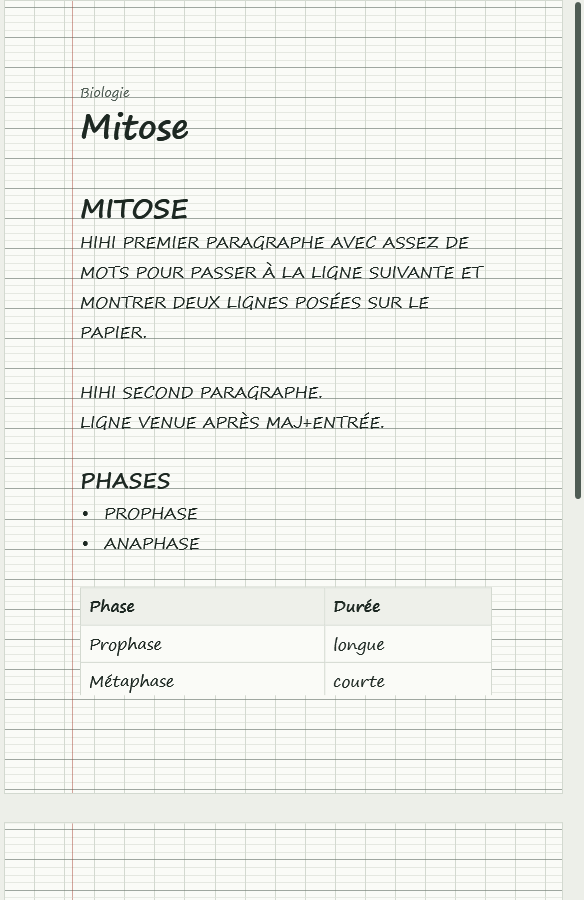 Biologie
Mitose
MITOSE
HIHI PREMIER PARAGRAPHE AVEC ASSEZ DE
MOTS POUR PASSER À LA LIGNE SUIVANTE ET
MONTRER DEUX LIGNES POSÉES SUR LE
PAPIER.
HIHI SECOND PARAGRAPHE.
LIGNE VENUE APRÈS MAJ+ENTRÉE.
PHASES
• PROPHASE
• ANAPHASE
Phase Durée
Prophase longue
Métaphase courte